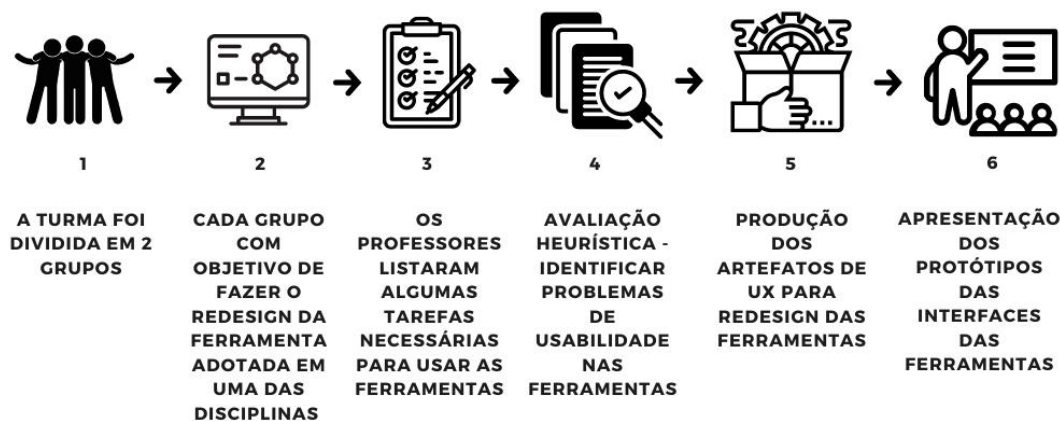 1
A TURMA FOI
DIVIDIDA EM 2
GRUPOS
2
CADA GRUPO
COM
OBJETIVO DE
FAZER O
REDESIGN DA
FERRAMENTA
ADOTADA EM
UMA DAS
DISCIPLINAS
3
OS
PROFESSORES
LISTARAM
ALGUMAS
TAREFAS
NECESSÁRIAS
PARA USAR AS
FERRAMENTAS
4
AVALIAÇÃO
HEURÍSTICA -
IDENTIFICAR
PROBLEMAS
DE
USABILIDADE
NAS
FERRAMENTAS
5
PRODUÇÃO
DOS
ARTEFATOS DE
UX PARA
REDESIGN DAS
FERRAMENTAS
6
APRESENTAÇÃO
DOS
PROTÓTIPOS
DAS
INTERFACES
DAS
FERRAMENTAS